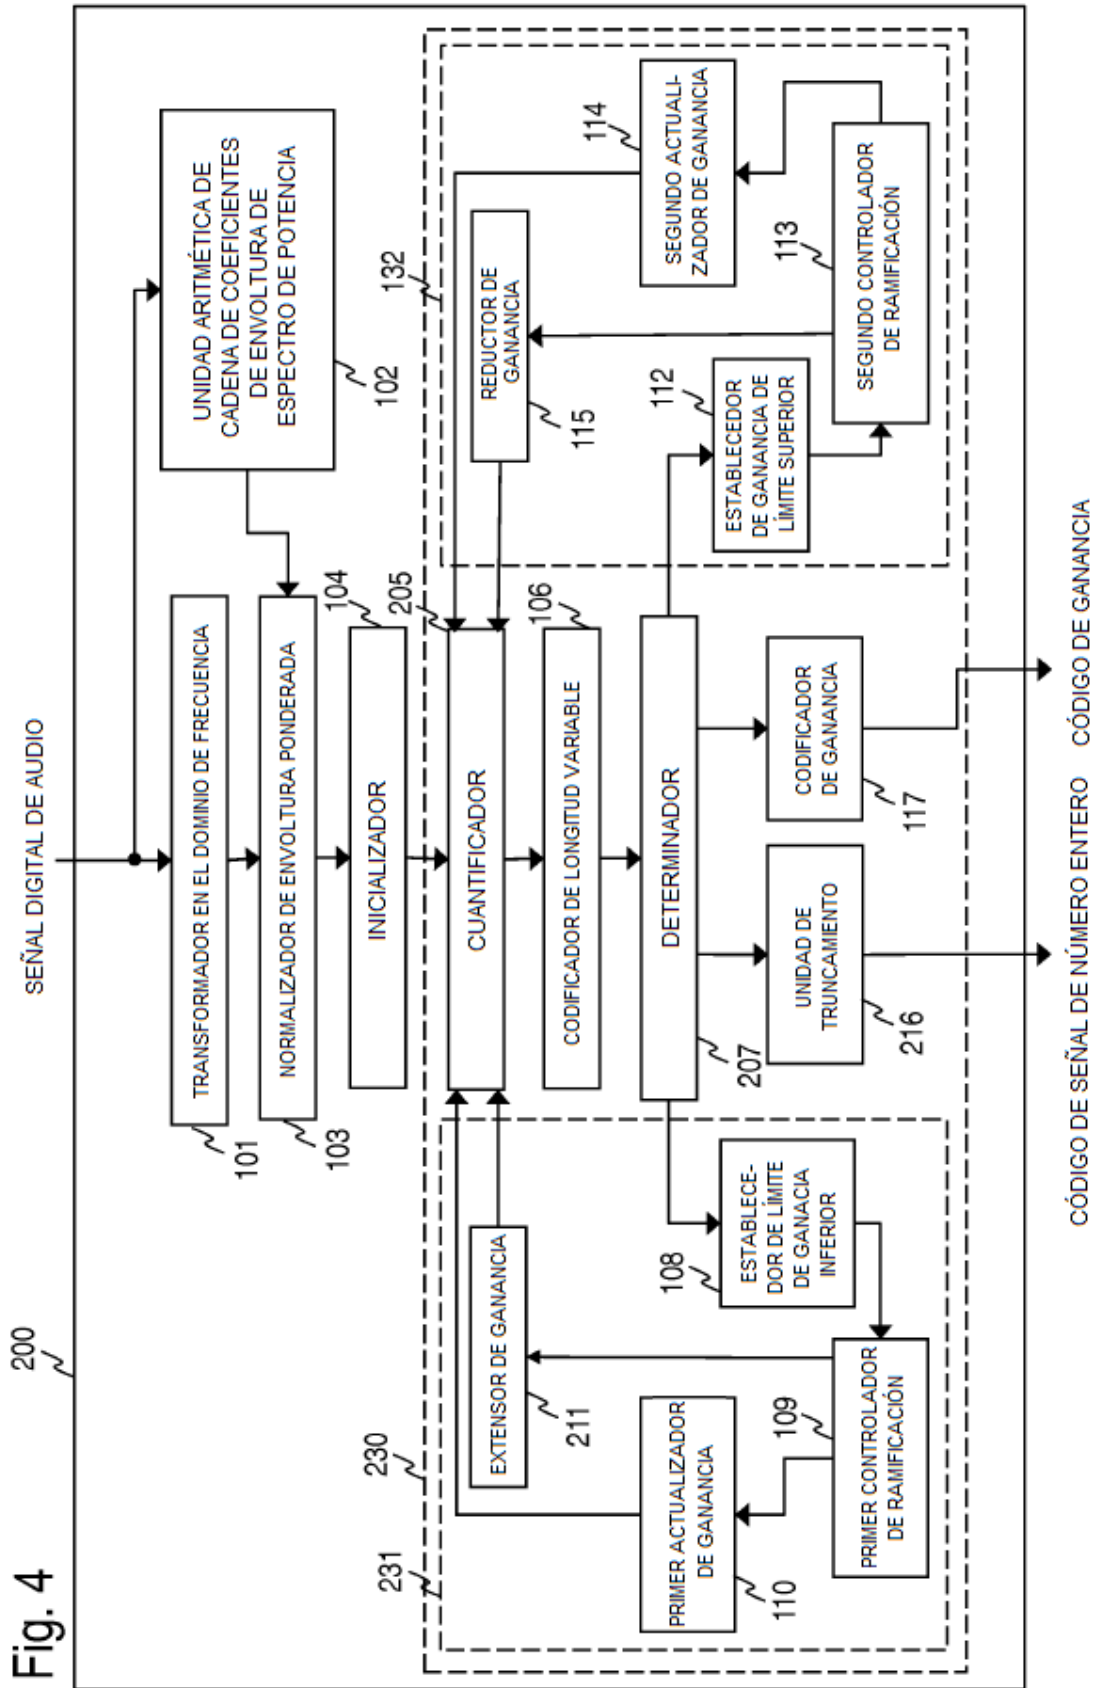 Fig. 4
200
SEÑAL DIGITAL DE AUDIO
TRANSFORMADOR EN EL DOMINIO DE FRECUENCIA
101
UNIDAD ARITMÉTICA DE
CADENA DE COEFICIENTES
DE ENVOLTURA DE
ESPECTRO DE POTENCIA
102
NORMALIZADOR DE ENVOLTURA PONDERADA
103
INICIALIZADOR
104
230
231
132
CUANTIFICADOR
205
CODIFICADOR DE LONGITUD VARIABLE
106
DETERMINADOR
207
EXTENSOR DE GANANCIA
211
PRIMER ACTUALIZADOR
DE GANANCIA
110
ESTABLECE-
DOR DE LÍMITE
DE GANACIA
INFERIOR
108
PRIMER CONTROLADOR
DE RAMIFICACIÓN
109
UNIDAD DE
TRUNCAMIENTO
216
CODIFICADOR
DE GANANCIA
117
REDUCTOR DE
GANANCIA
115
SEGUNDO ACTUALI-
ZADOR DE GANANCIA
114
ESTABLECEDOR
DE GANANCIA DE
LÍMITE SUPERIOR
112
SEGUNDO CONTROLADOR
DE RAMIFICACIÓN
113
CÓDIGO DE SEÑAL DE NÚMERO ENTERO
CÓDIGO DE GANANCIA